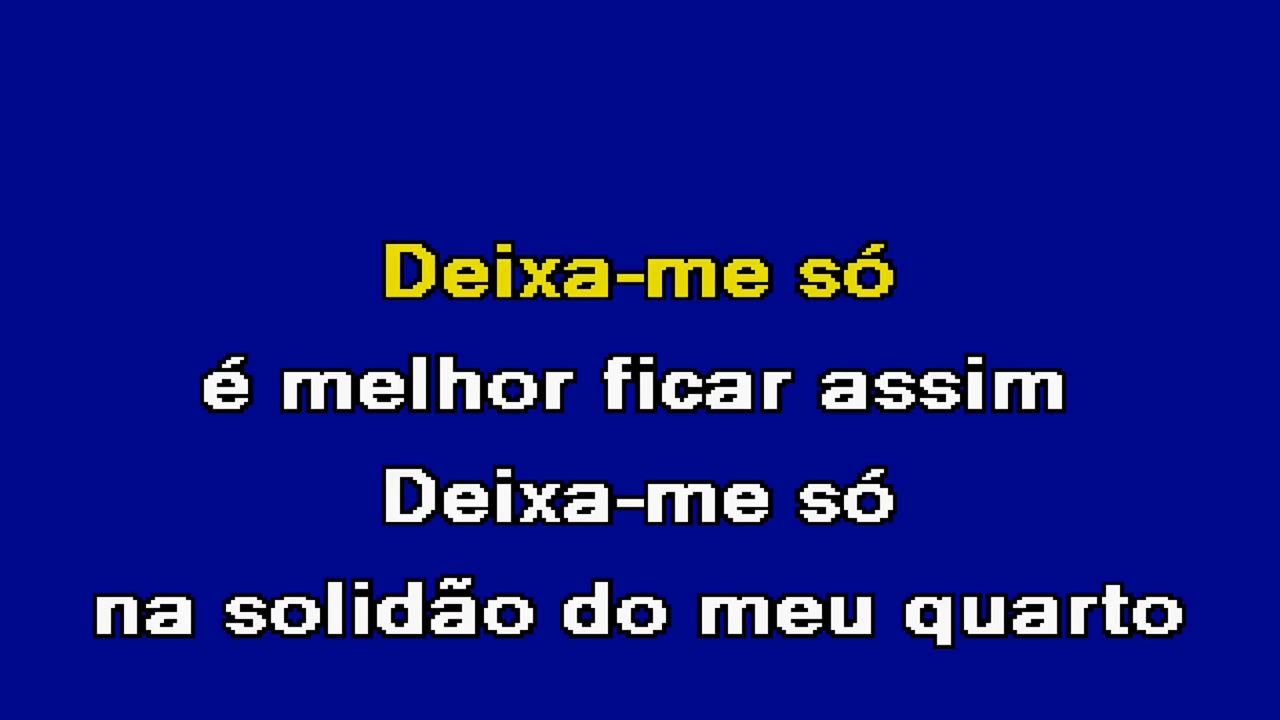 Deixa-me só
é melhor ficar assim
Deixa-me só
na solidão do meu quarto